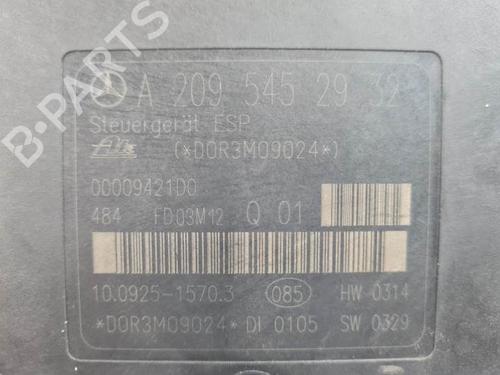 A 209 545 29 32
Steuergerät ESP
Ate (*D0R3M09024*)
00009421D0
484 FD03M12 Q 01
10.0925-1570.3 085 HW 0314
*D0R3M09024* DI 0105 SW 0329
B-PARTS